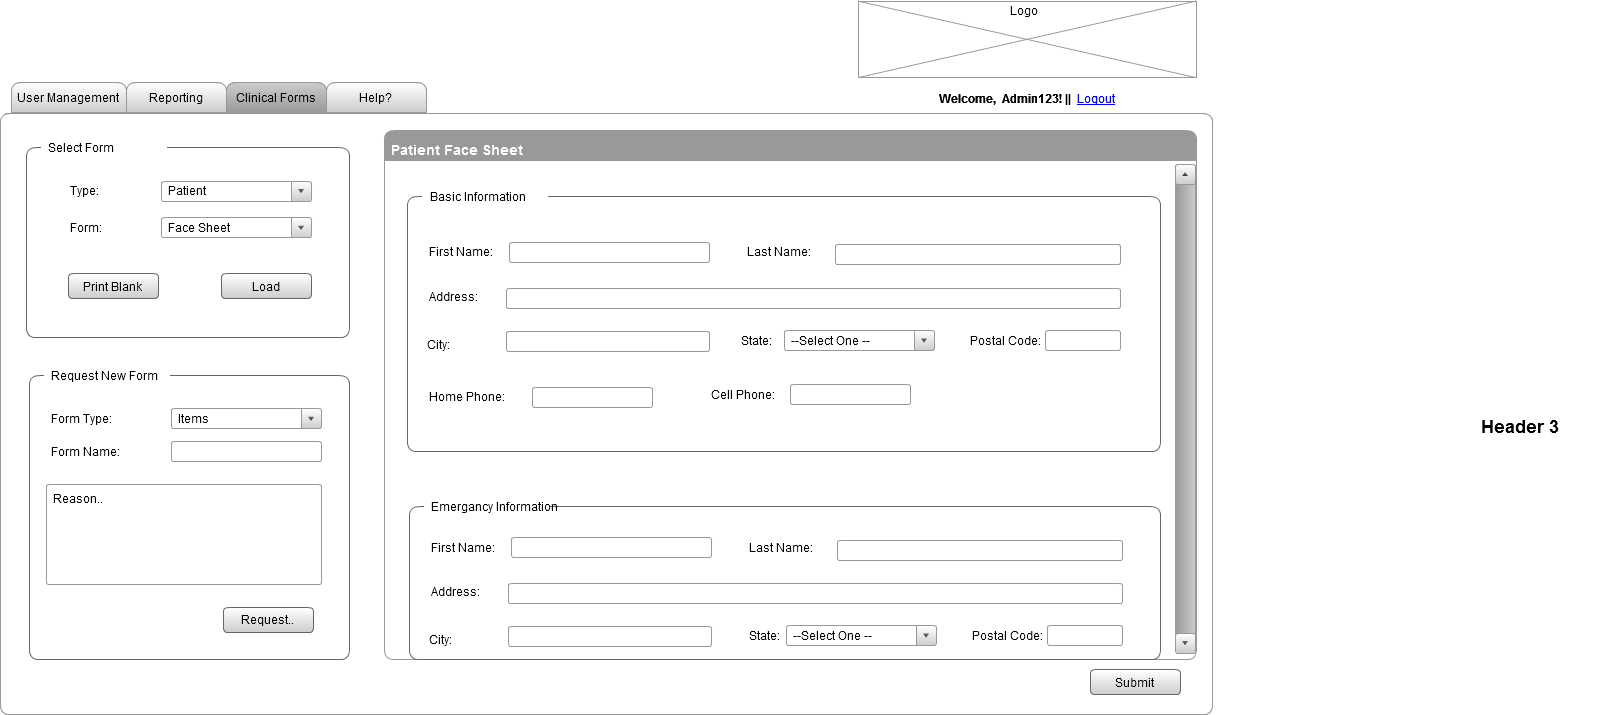 Logo
User Management Reporting Clinical Forms Help?
Welcome, Admin123! || Logout
Select Form
Type: Patient
Form: Face Sheet
Print Blank Load
Request New Form
Form Type: Items
Form Name:
Reason..
Request..
Patient Face Sheet
Basic Information
First Name: Last Name:
Address:
City: State: --Select One -- Postal Code:
Home Phone: Cell Phone:
Emergancy Information
First Name: Last Name:
Address:
City: State: --Select One -- Postal Code:
Submit
Header 3